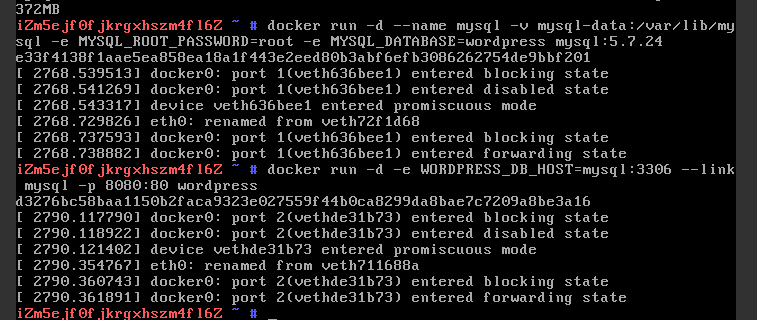 372MB
iZm5ejf0fjkrgxhszm4fl6Z ~ # docker run -d --name mysql -v mysql-data:/var/lib/my
sql -e MYSQL_ROOT_PASSWORD=root -e MYSQL_DATABASE=wordpress mysql:5.7.24
e33f4138f1aae5ea858ea18a1f443e2eed80b3abf6efb3086262754de9bbf201
[ 2768.539513] docker0: port 1(veth636bee1) entered blocking state
[ 2768.541269] docker0: port 1(veth636bee1) entered disabled state
[ 2768.543317] device veth636bee1 entered promiscuous mode
[ 2768.729826] eth0: renamed from veth72f1d68
[ 2768.737593] docker0: port 1(veth636bee1) entered blocking state
[ 2768.738882] docker0: port 1(veth636bee1) entered forwarding state
iZm5ejf0fjkrgxhszm4fl6Z ~ # docker run -d -e WORDPRESS_DB_HOST=mysql:3306 --link
mysql -p 8080:80 wordpress
d3276bc58baa1150b2faca9323e027559f44b0ca8299da8bae7c7209a8be3a16
[ 2790.117790] docker0: port 2(vethde31b73) entered blocking state
[ 2790.118922] docker0: port 2(vethde31b73) entered disabled state
[ 2790.121402] device vethde31b73 entered promiscuous mode
[ 2790.354767] eth0: renamed from veth711688a
[ 2790.360743] docker0: port 2(vethde31b73) entered blocking state
[ 2790.361891] docker0: port 2(vethde31b73) entered forwarding state
iZm5ejf0fjkrgxhszm4fl6Z ~ # _